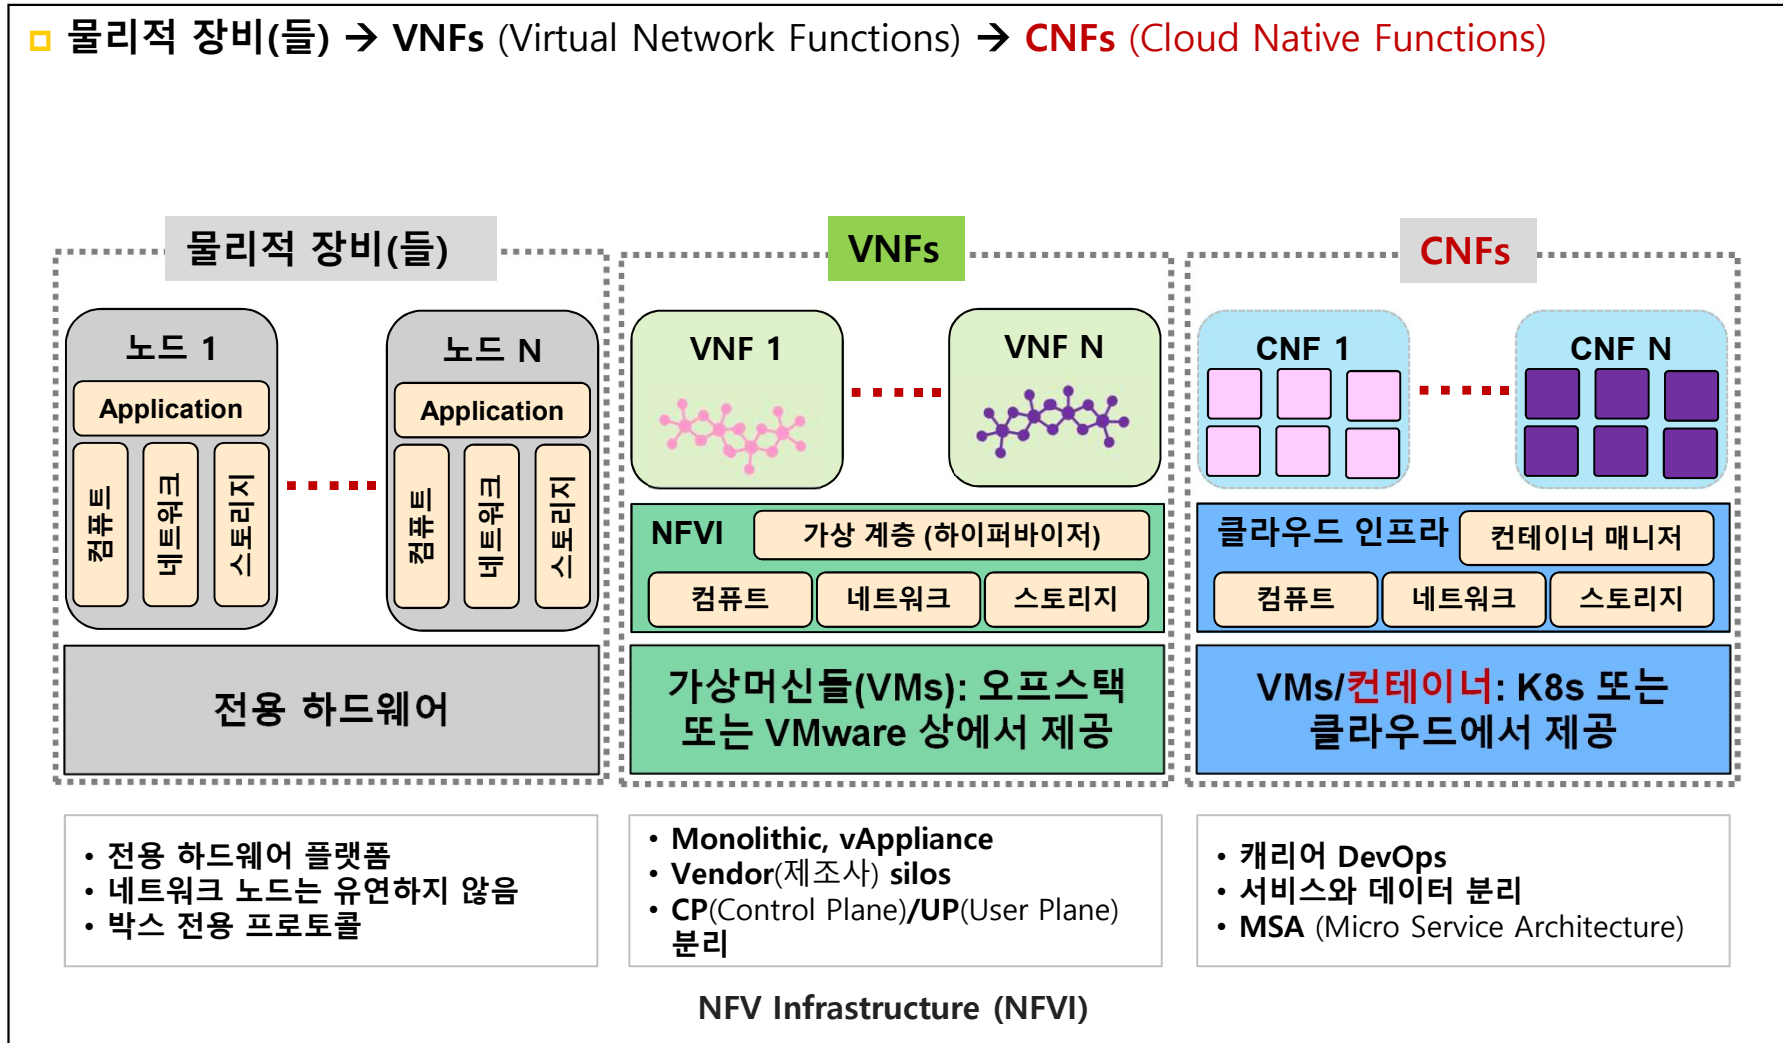 물리적 장비(들) → VNFs (Virtual Network Functions) → CNFs (Cloud Native Functions)
물리적 장비(들)
노드 1
Application
컴퓨트
네트워크
스토리지
노드 N
Application
컴퓨트
네트워크
스토리지
전용 하드웨어
• 전용 하드웨어 플랫폼
• 네트워크 노드는 유연하지 않음
• 박스 전용 프로토콜
VNFs
VNF 1
VNF N
NFVI
가상 계층 (하이퍼바이저)
컴퓨트
네트워크
스토리지
가상머신들(VMs): 오프스택
또는 VMware 상에서 제공
• Monolithic, vAppliance
• Vendor(제조사) silos
• CP(Control Plane)/UP(User Plane)
분리
CNFs
CNF 1
CNF N
클라우드 인프라
컨테이너 매니저
컴퓨트
네트워크
스토리지
VMs/컨테이너: K8s 또는
클라우드에서 제공
• 캐리어 DevOps
• 서비스와 데이터 분리
• MSA (Micro Service Architecture)
NFV Infrastructure (NFVI)